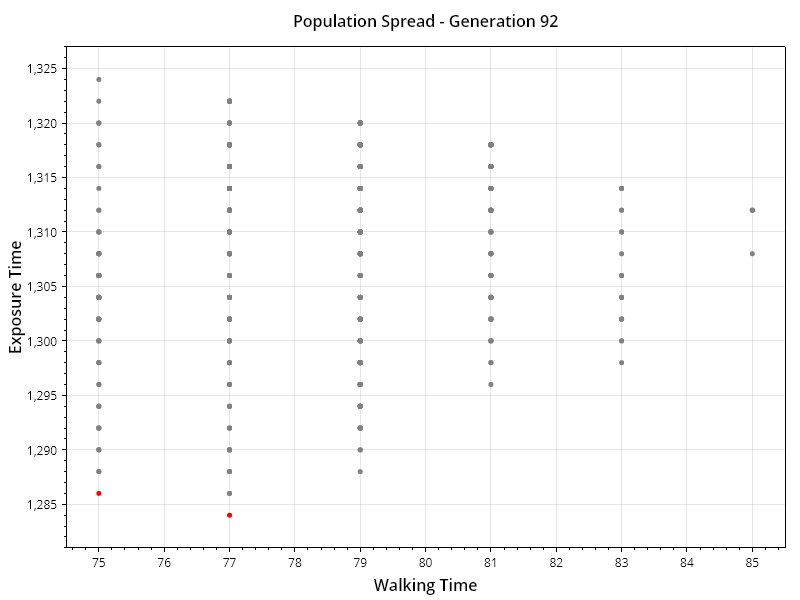 Population Spread - Generation 92
1,325
1,320
1,315
1,310
1,305
1,300
1,295
1,290
1,285
Exposure Time
75 76 77 78 79 80 81 82 83 84 85
Walking Time